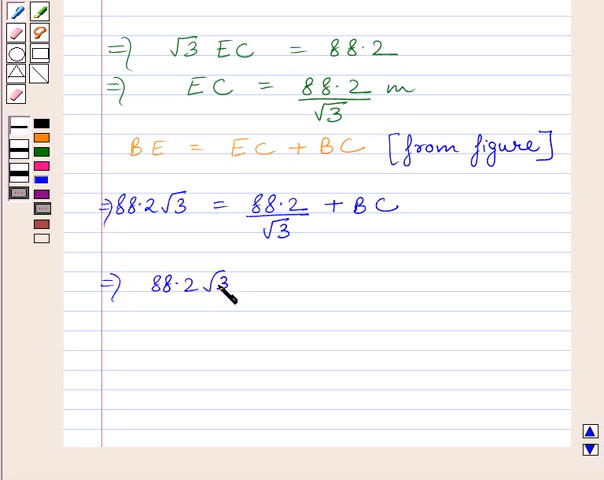 ⇒ √3 EC = 88.2
⇒ EC = 88.2/√3 m
BE = EC + BC [from figure]
⇒ 88.2√3 = 88.2/√3 + BC
⇒ 88.2√3